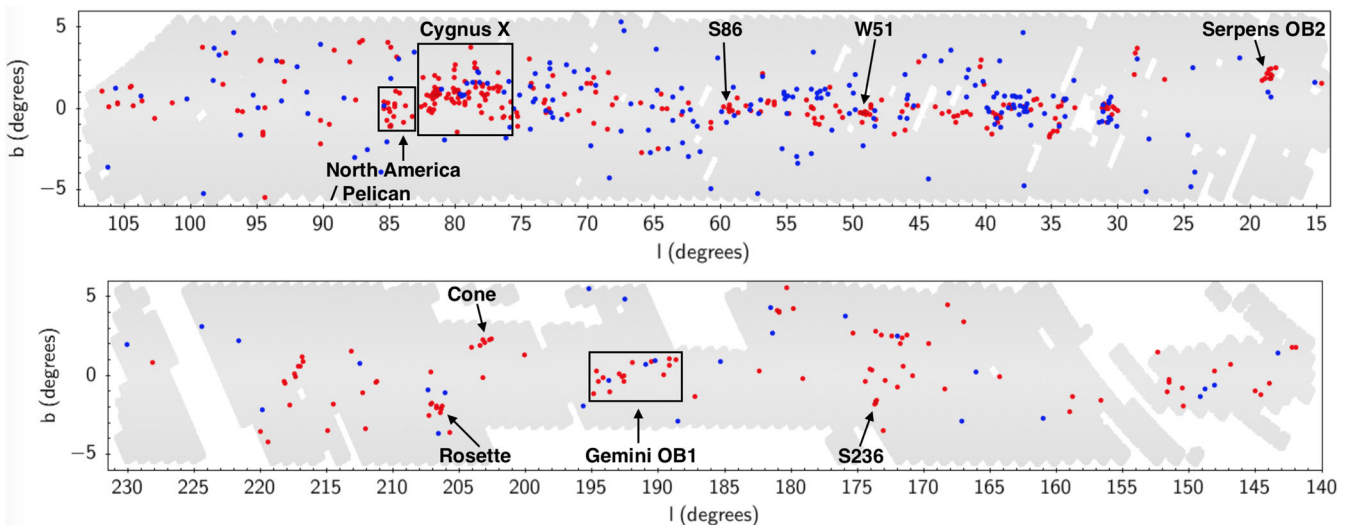 Cygnus X
S86
W51
Serpens OB2
North-America
/ Pelican
b (degrees)
5
0
−5
105 100 95 90 85 80 75 70 65 60 55 50 45 40 35 30 25 20 15
l (degrees)
Cone
Rosette
Gemini OB1
S236
b (degrees)
5
0
−5
230 225 220 215 210 205 200 195 190 185 180 175 170 165 160 155 150 145 140
l (degrees)